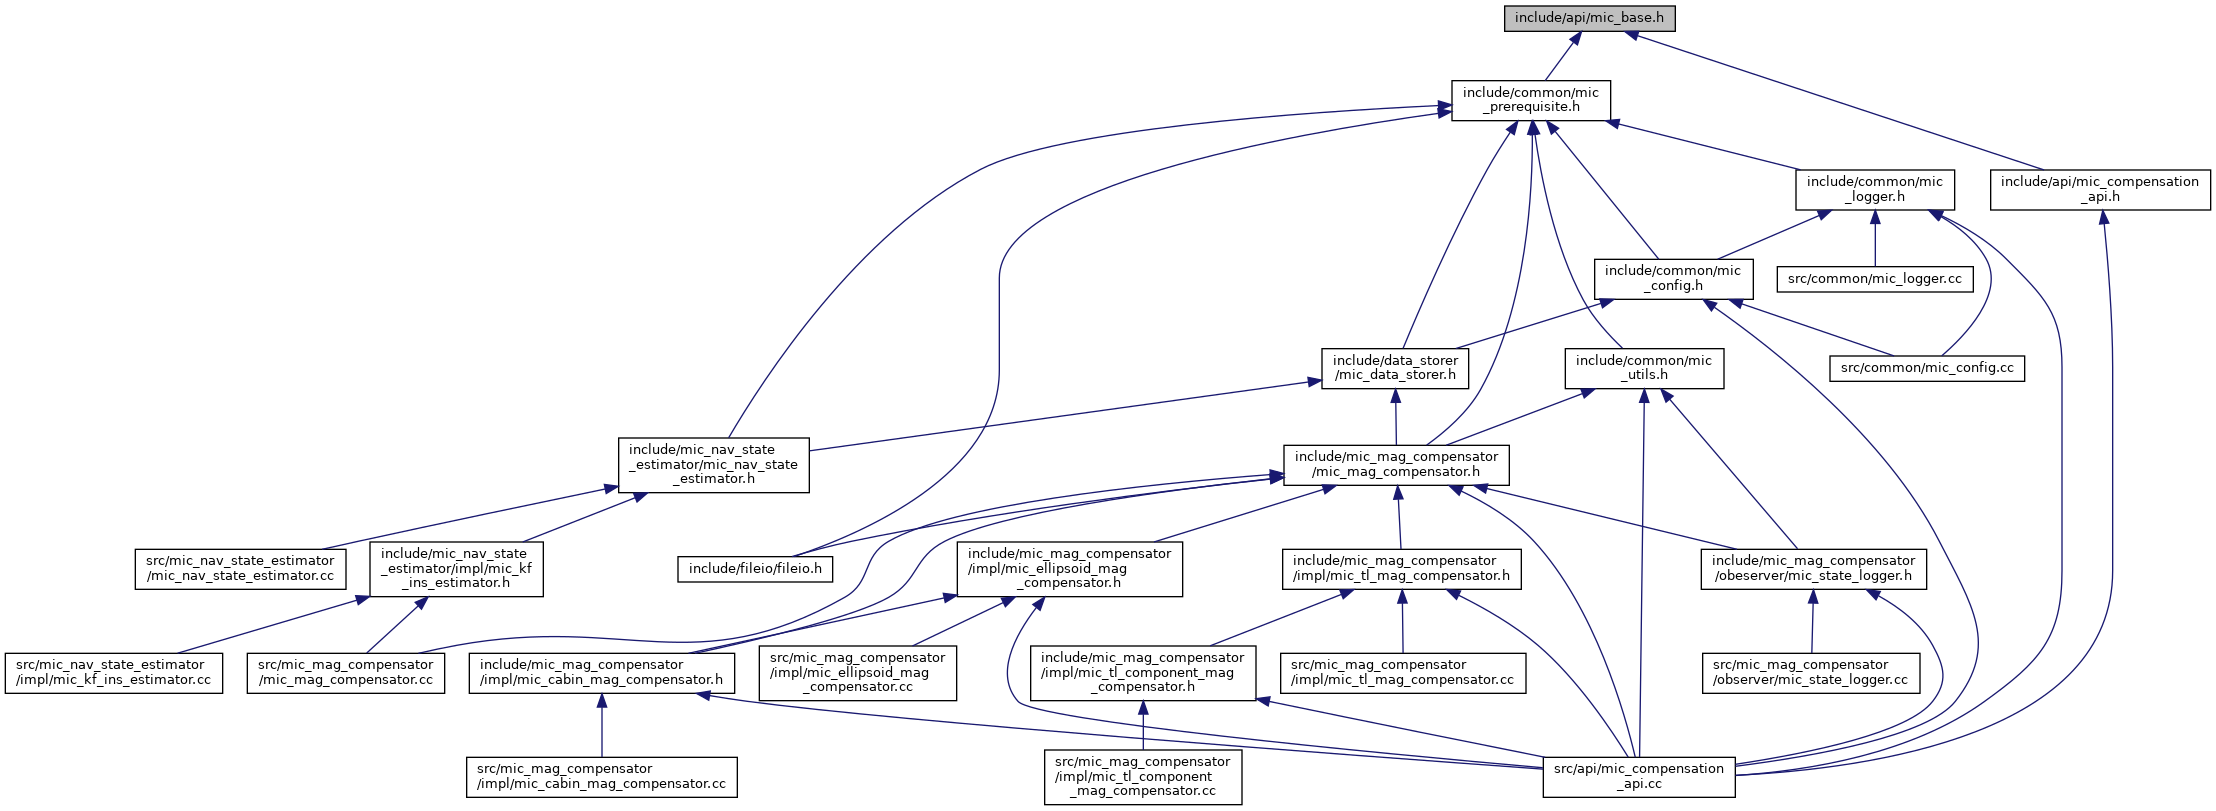 include/api/mic_base.h
include/common/mic
_prerequisite.h
include/common/mic
_logger.h
include/api/mic_compensation
_api.h
include/common/mic
_config.h
src/common/mic_logger.cc
include/data_storer
/mic_data_storer.h
include/common/mic
_utils.h
src/common/mic_config.cc
include/mic_nav_state
_estimator/mic_nav_state
_estimator.h
include/mic_mag_compensator
/mic_mag_compensator.h
src/mic_nav_state_estimator
/mic_nav_state_estimator.cc
include/mic_nav_state
_estimator/impl/mic_kf
_ins_estimator.h
include/fileio/fileio.h
include/mic_mag_compensator
/impl/mic_ellipsoid_mag
_compensator.h
include/mic_mag_compensator
/impl/mic_tl_mag_compensator.h
include/mic_mag_compensator
/obeserver/mic_state_logger.h
src/mic_nav_state_estimator
/impl/mic_kf_ins_estimator.cc
src/mic_mag_compensator
/mic_mag_compensator.cc
include/mic_mag_compensator
/impl/mic_cabin_mag_compensator.h
src/mic_mag_compensator
/impl/mic_ellipsoid_mag
_compensator.cc
include/mic_mag_compensator
/impl/mic_tl_component_mag
_compensator.h
src/mic_mag_compensator
/impl/mic_tl_mag_compensator.cc
src/mic_mag_compensator
/observer/mic_state_logger.cc
src/mic_mag_compensator
/impl/mic_cabin_mag_compensator.cc
src/mic_mag_compensator
/impl/mic_tl_component
_mag_compensator.cc
src/api/mic_compensation
_api.cc